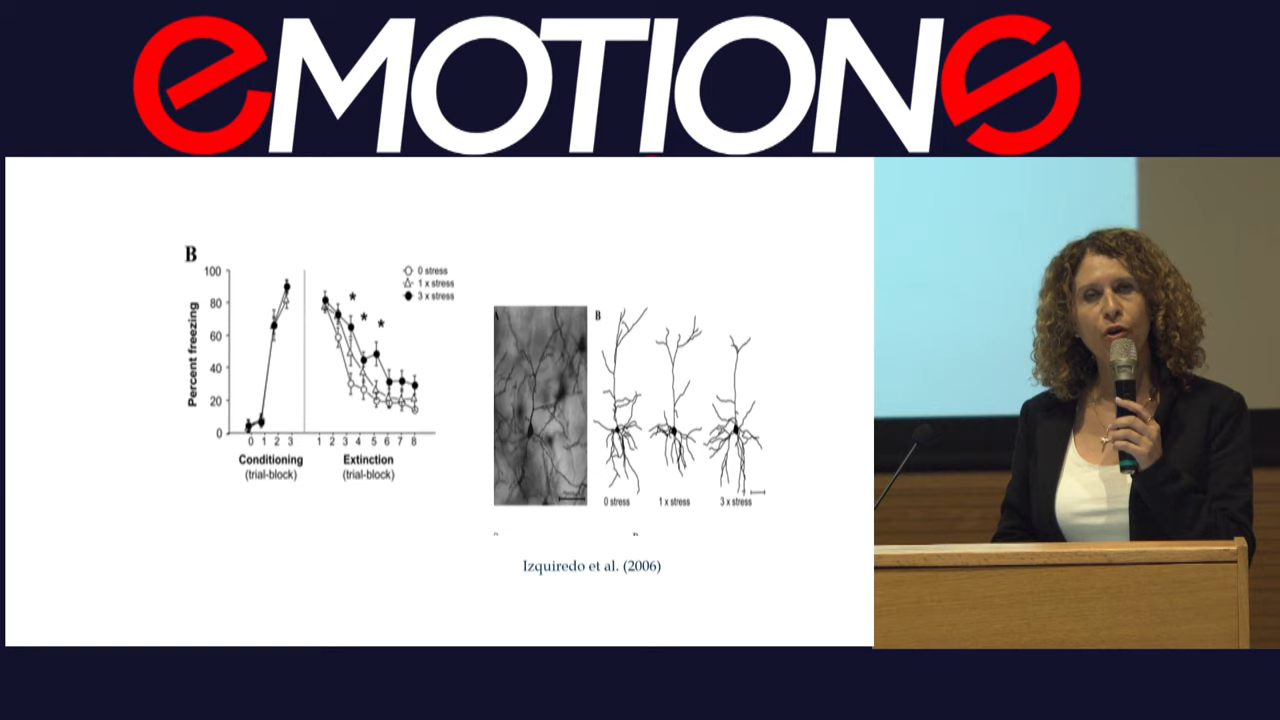 eMOTIONS
B
100
80
60
40
20
0
Percent freezing
0 stress
1 x stress
3 x stress
* * *
0 1 2 3
1 2 3 4 5 6 7 8
Conditioning
(trial-block)
Extinction
(trial-block)
A
B
0 stress
1 x stress
3 x stress
Izquiredo et al. (2006)